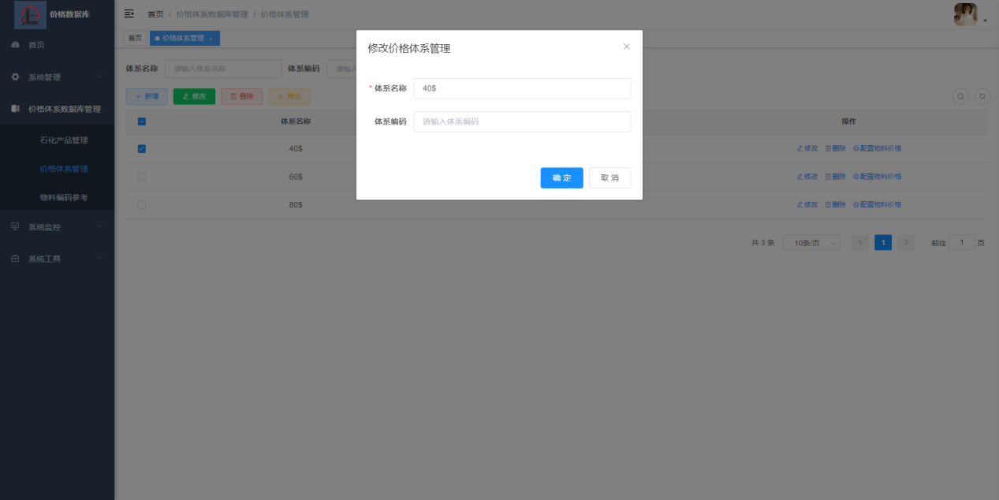 价格数据库
首页 / 价格体系数据库管理 / 价格体系管理
首页
系统管理
价格体系数据库管理
石化产品管理
价格体系管理
物料编码参考
系统监控
系统工具
首页 价格体系管理 ×
体系名称 请输入体系名称 体系编码 请输入
+ 新增 修改 删除 导出
体系名称 操作
40$ 修改 删除 配置物料价格
60$ 修改 删除 配置物料价格
80$ 修改 删除 配置物料价格
共 3 条 10条/页 1 前往 1 页
修改价格体系管理
* 体系名称 40$
体系编码 请输入体系编码
确 定 取 消